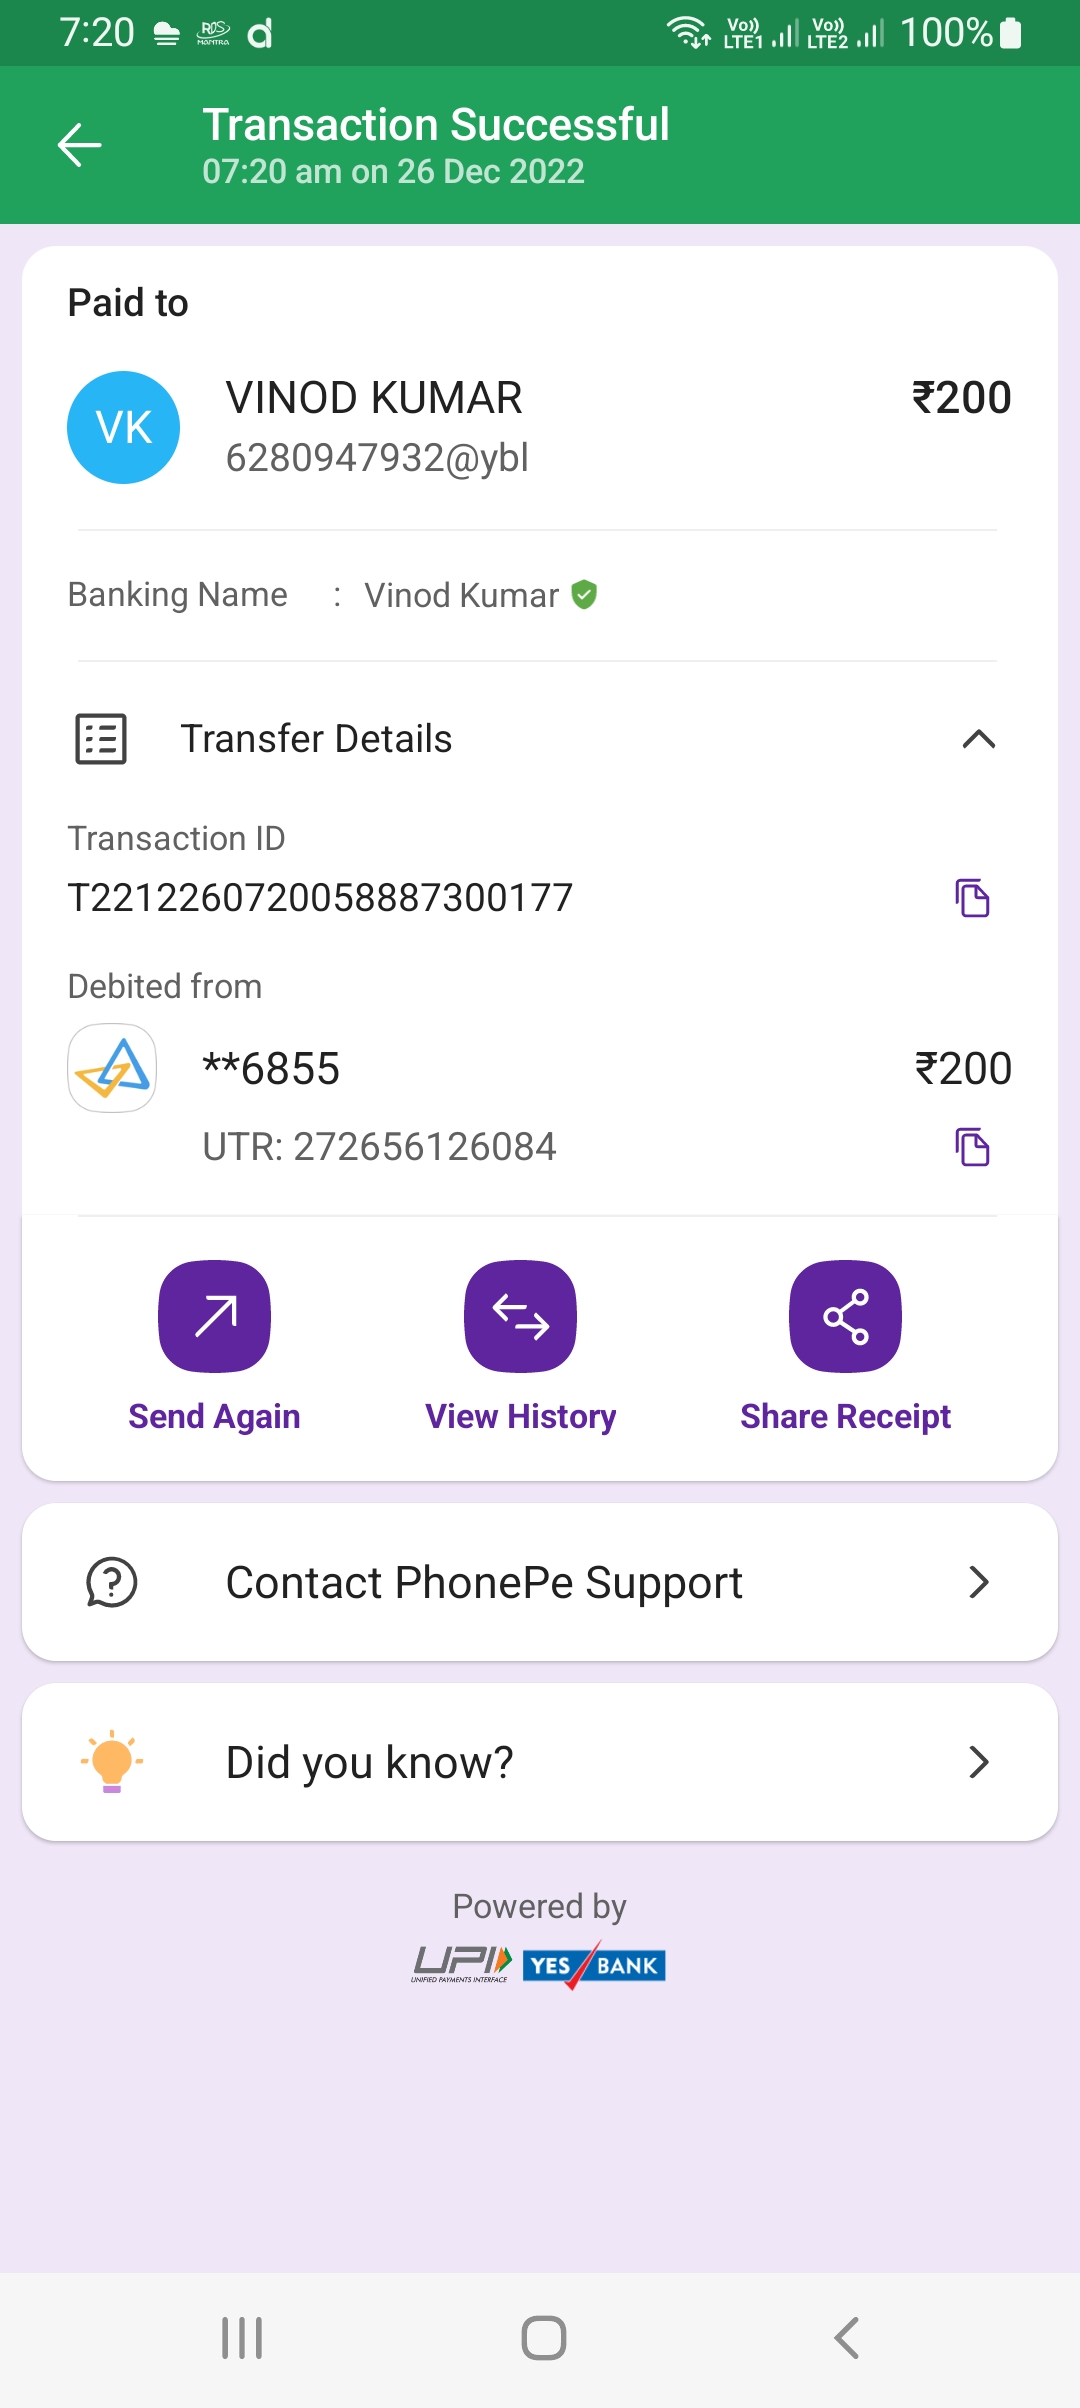 7:20 RDS MANTRA d Vo)) LTE1 Vo)) LTE2 100%
Transaction Successful
07:20 am on 26 Dec 2022
Paid to
VK VINOD KUMAR ₹200
6280947932@ybl
Banking Name : Vinod Kumar
Transfer Details
Transaction ID
T2212260720058887300177
Debited from
**6855 ₹200
UTR: 272656126084
Send Again View History Share Receipt
Contact PhonePe Support
Did you know?
Powered by
UPI YES BANK
UNIFIED PAYMENTS INTERFACE